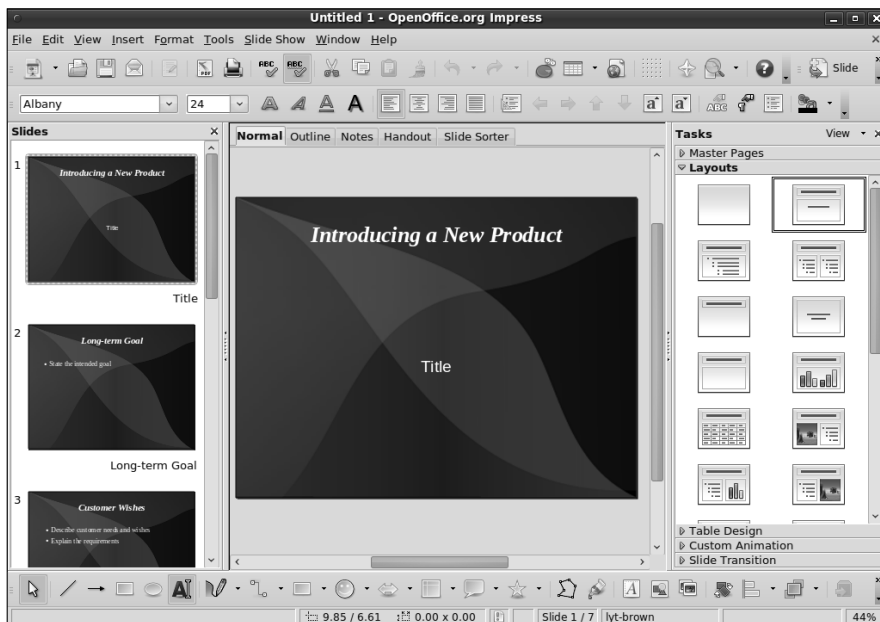 Untitled 1 - OpenOffice.org Impress
File Edit View Insert Format Tools Slide Show Window Help
PDF ABC ABC Slide
Albany 24 A A A A a a ABC
Slides
Normal Outline Notes Handout Slide Sorter
Tasks View
1
Introducing a New Product
Title
Title
2
Long-term Goal
• State the intended goal
Long-term Goal
3
Customer Wishes
• Describe customer needs and wishes
• Explain the requirements
Introducing a New Product
Title
Master Pages
Layouts
Table Design
Custom Animation
Slide Transition
9.85 / 6.61 0.00 x 0.00 Slide 1 / 7 lyt-brown 44%